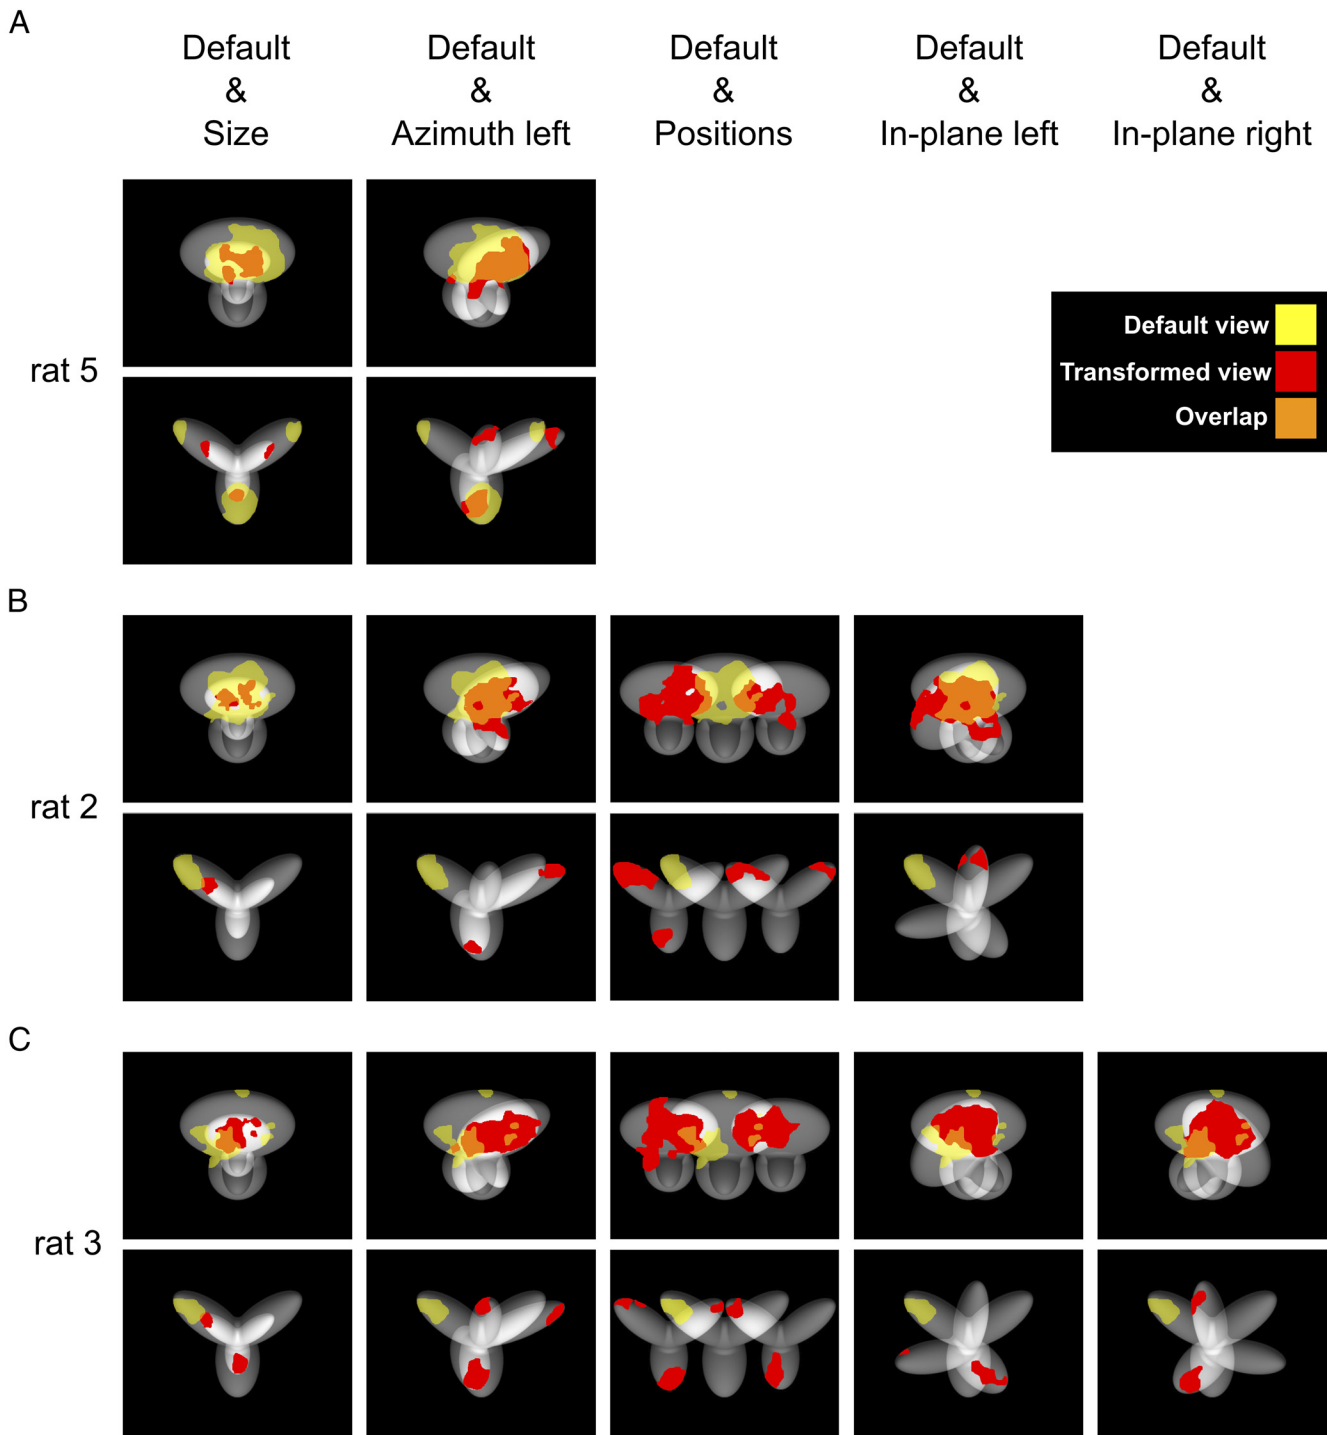 A
Default
&
Size
Default
&
Azimuth left
Default
&
Positions
Default
&
In-plane left
Default
&
In-plane right
rat 5
Default view
Transformed view
Overlap
B
rat 2
C
rat 3